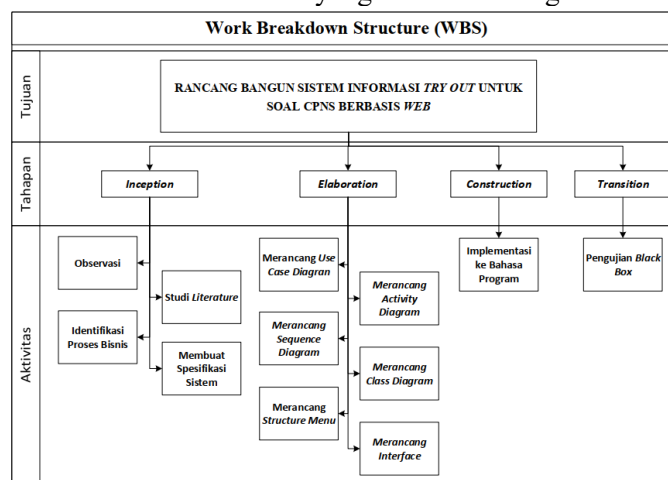 Work Breakdown Structure (WBS)
Tujuan
RANCANG BANGUN SISTEM INFORMASI TRY OUT UNTUK
SOAL CPNS BERBASIS WEB
Tahapan
Inception
Elaboration
Construction
Transition
Aktivitas
Observasi
Studi Literature
Identifikasi
Proses Bisnis
Membuat
Spesifikasi
Sistem
Merancang Use
Case Diagran
Merancang
Activity
Diagram
Merancang
Sequence
Diagram
Merancang
Class Diagram
Merancang
Structure Menu
Merancang
Interface
Implementasi
ke Bahasa
Program
Pengujian Black
Box